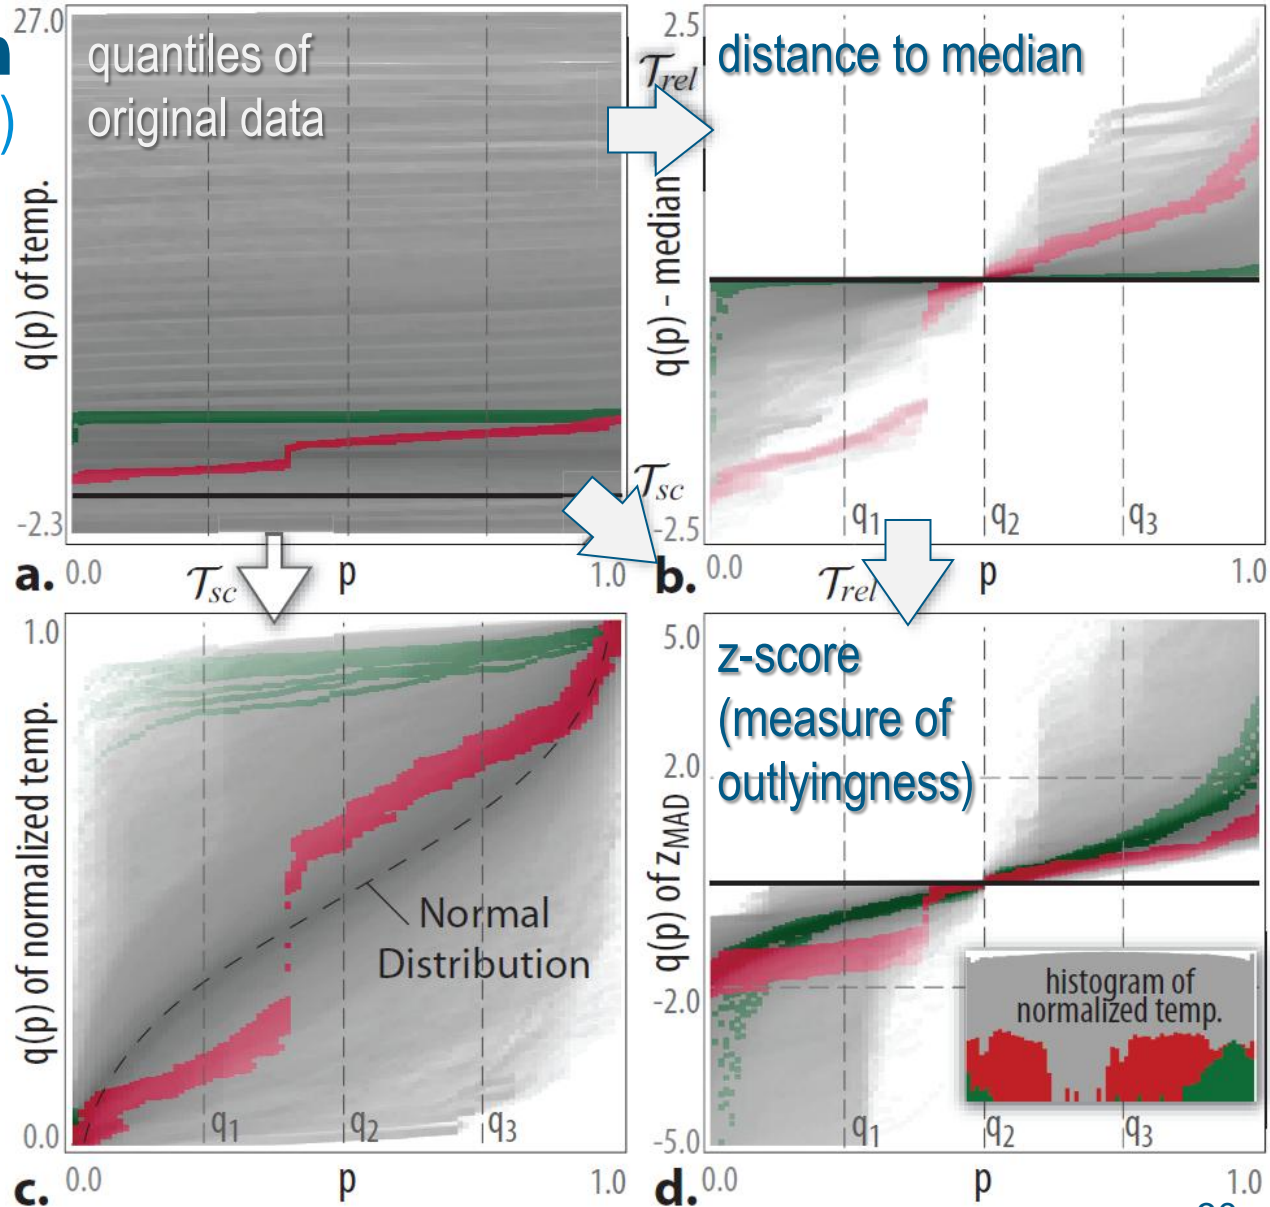 n
)
27.0
quantiles of
original data
q(p) of temp.
-2.3
a.
0.0
p
1.0
𝒯sc
2.5
𝒯rel
distance to median
q(p) - median
𝒯sc
-2.5
q1
q2
q3
b.
0.0
𝒯rel
p
1.0
1.0
q(p) of normalized temp.
Normal
Distribution
0.0
q1
q2
q3
c.
0.0
p
1.0
5.0
z-score
(measure of
outlyingness)
2.0
q(p) of zMAD
-2.0
histogram of
normalized temp.
-5.0
q1
q2
q3
d.
0.0
p
1.0